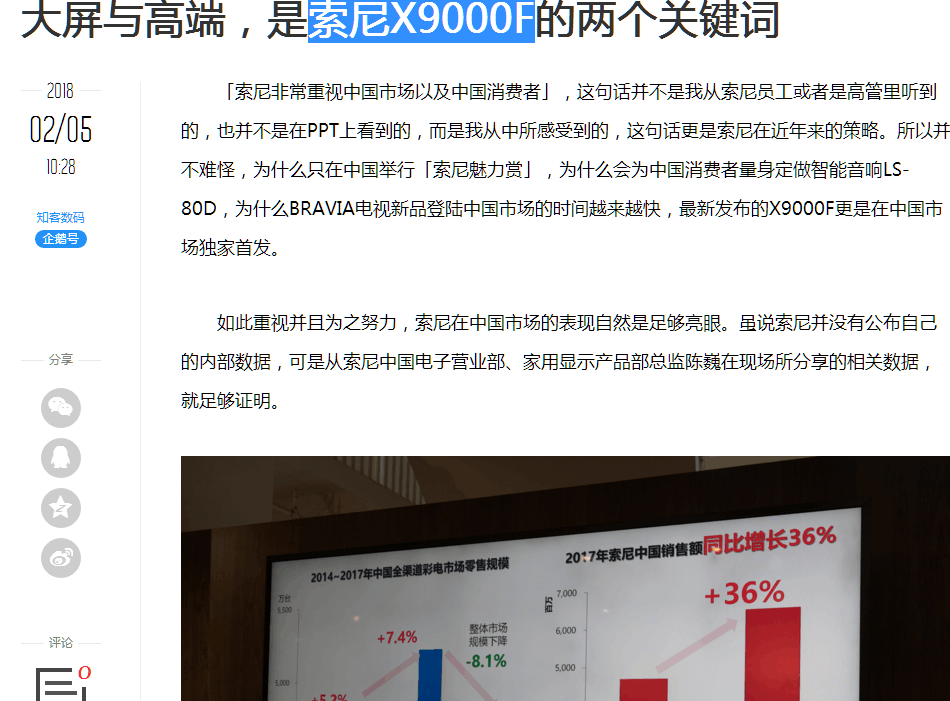 大屏与高端，是索尼X9000F的两个关键词
2018
02/05
10:28
知客数码
企鹅号
分享
评论
0
「索尼非常重视中国市场以及中国消费者」，这句话并不是我从索尼员工或者是高管里听到
的，也并不是在PPT上看到的，而是我从中所感受到的，这句话更是索尼在近年来的策略。所以并
不难怪，为什么只在中国举行「索尼魅力赏」，为什么会为中国消费者量身定做智能音响LS-
80D，为什么BRAVIA电视新品登陆中国市场的时间越来越快，最新发布的X9000F更是在中国市
场独家首发。
如此重视并且为之努力，索尼在中国市场的表现自然是足够亮眼。虽说索尼并没有公布自己
的内部数据，可是从索尼中国电子营业部、家用显示产品部总监陈巍在现场所分享的相关数据，
就足够证明。
2014~2017年中国全渠道彩电市场零售规模
万台
5,500
+7.4%
整体市场
规模下降
-8.1%
5,000
+5.2%
2017年索尼中国销售额同比增长36%
百万
7,000
+36%
6,000
5,000